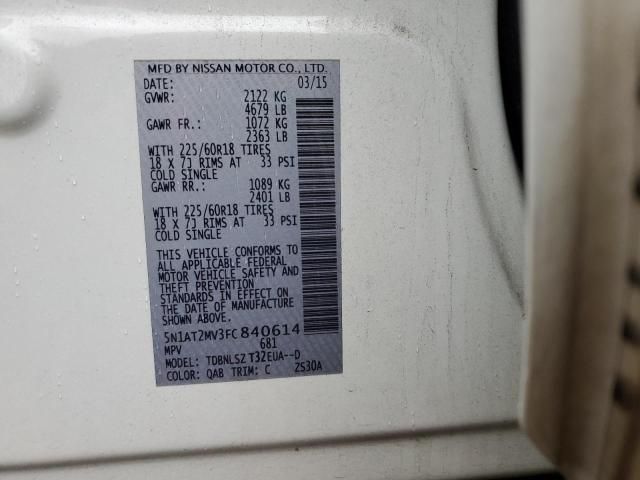 MFD BY NISSAN MOTOR CO., LTD.
DATE: 03/15
GVWR: 2122 KG
4679 LB
GAWR FR.: 1072 KG
2363 LB
WITH 225/60R18 TIRES
18 X 7J RIMS AT 33 PSI
COLD SINGLE
GAWR RR.: 1089 KG
2401 LB
WITH 225/60R18 TIRES
18 X 7J RIMS AT 33 PSI
COLD SINGLE
THIS VEHICLE CONFORMS TO
ALL APPLICABLE FEDERAL
MOTOR VEHICLE SAFETY AND
THEFT PREVENTION
STANDARDS IN EFFECT ON
THE DATE OF MANUFACTURE
SHOWN ABOVE.
5N1AT2MV3FC840614
MPV 681
MODEL: TDBNLSZ T32EUA--D
COLOR: QAB TRIM: C 2S30A